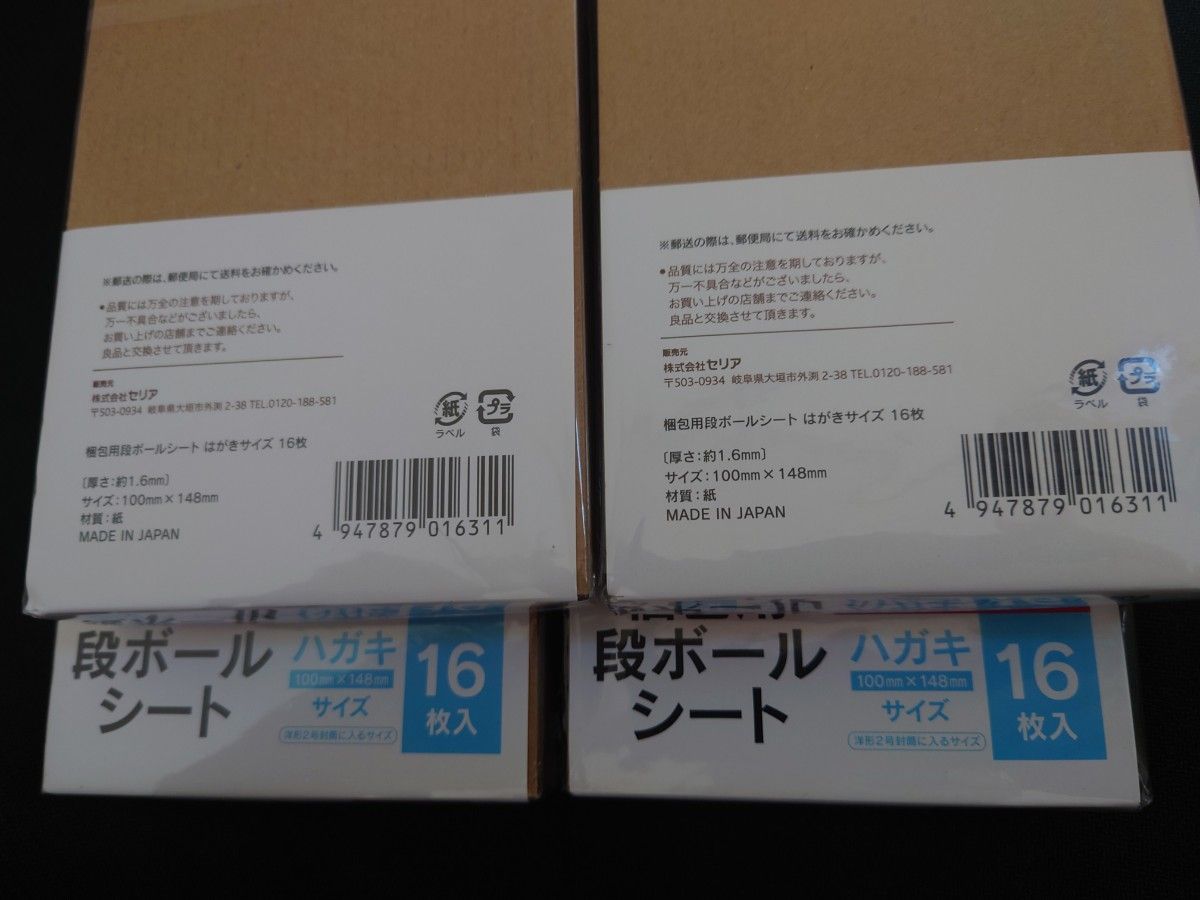 ※郵送の際は、郵便局にて送料をお確かめください。
●品質には万全の注意を期しておりますが、
万一不具合などがございましたら、
お買い上げの店舗までご連絡ください。
良品と交換させて頂きます。
販売元
株式会社セリア
〒503-0934 岐阜県大垣市外渕 2-38 TEL.0120-188-581
紙
ラベル
プラ
袋
梱包用段ボールシート はがきサイズ 16枚
〔厚さ:約1.6mm〕
サイズ:100mm×148mm
材質:紙
MADE IN JAPAN
4 947879 016311
※郵送の際は、郵便局にて送料をお確かめください。
●品質には万全の注意を期しておりますが、
万一不具合などがございましたら、
お買い上げの店舗までご連絡ください。
良品と交換させて頂きます。
販売元
株式会社セリア
〒503-0934 岐阜県大垣市外渕 2-38 TEL.0120-188-581
紙
ラベル
プラ
袋
梱包用段ボールシート はがきサイズ 16枚
〔厚さ:約1.6mm〕
サイズ:100mm×148mm
材質:紙
MADE IN JAPAN
4 947879 016311
段ボール
シート
ハガキ
100mm×148mm
サイズ
洋形2号封筒に入るサイズ
16
枚入
段ボール
シート
ハガキ
100mm×148mm
サイズ
洋形2号封筒に入るサイズ
16
枚入